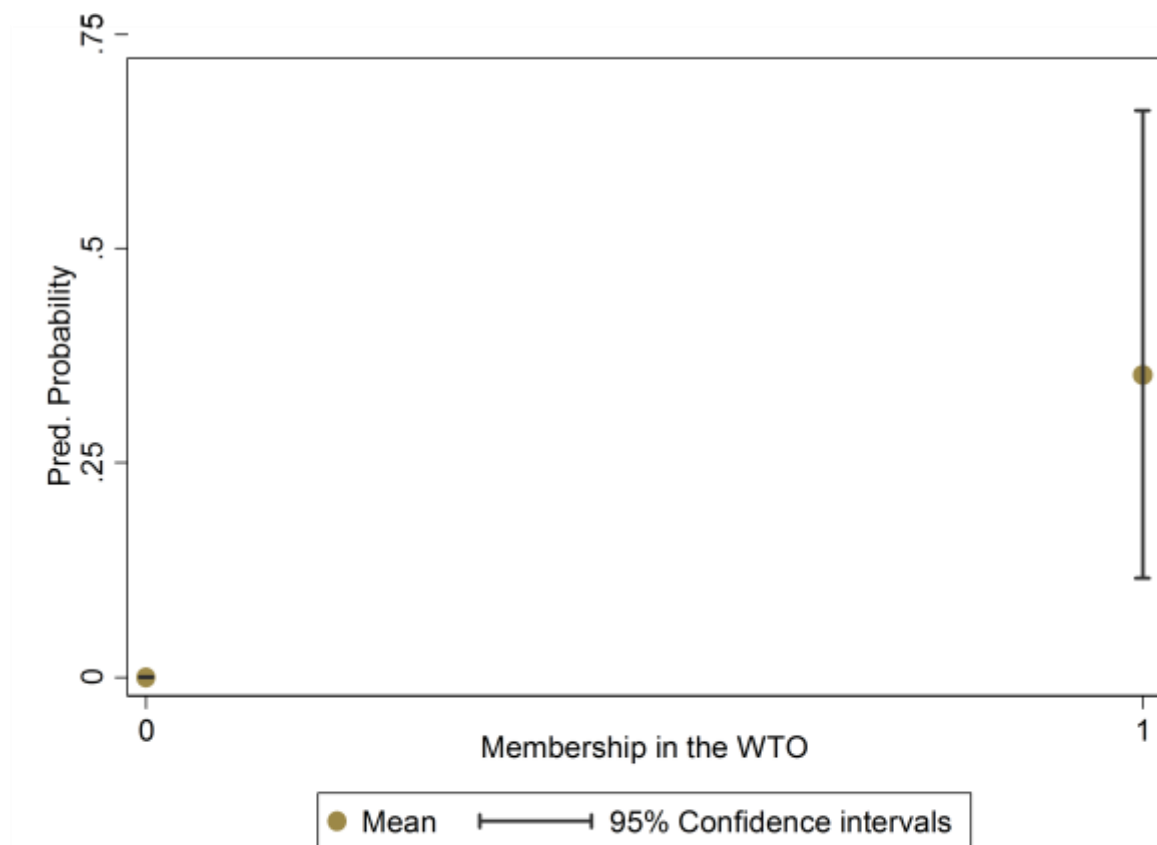 .75
.5
.25
0
Pred. Probability
0
1
Membership in the WTO
Mean
95% Confidence intervals